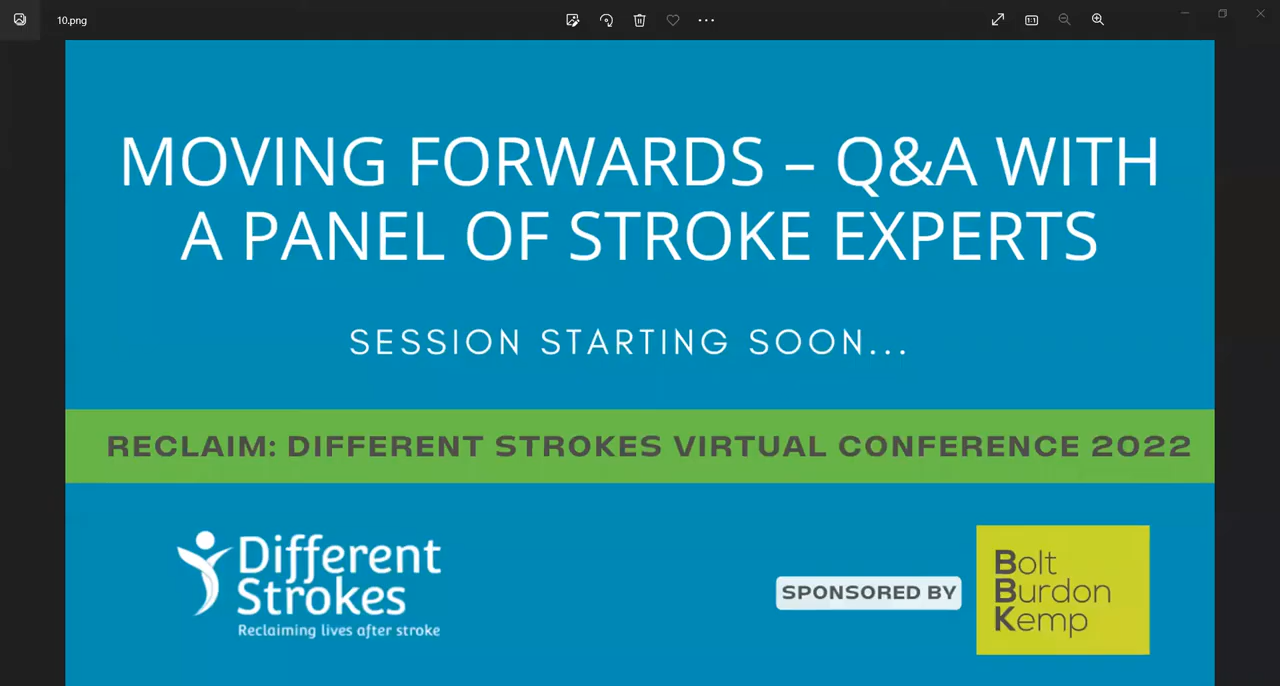 10.png
MOVING FORWARDS – Q&A WITH
A PANEL OF STROKE EXPERTS
SESSION STARTING SOON...
RECLAIM: DIFFERENT STROKES VIRTUAL CONFERENCE 2022
Different
Strokes
Reclaiming lives after stroke
SPONSORED BY
Bolt
Burdon
Kemp